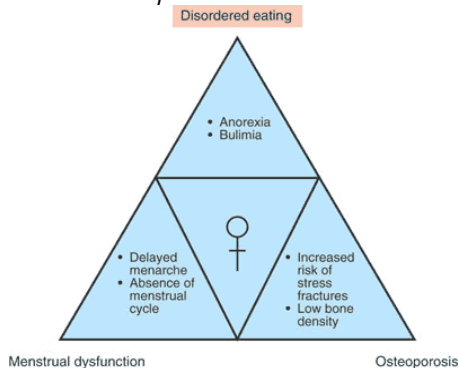 Disordered eating
• Anorexia
• Bulimia
• Delayed
menarche
• Absence of
menstrual
cycle
• Increased
risk of
stress
fractures
• Low bone
density
Menstrual dysfunction
Osteoporosis